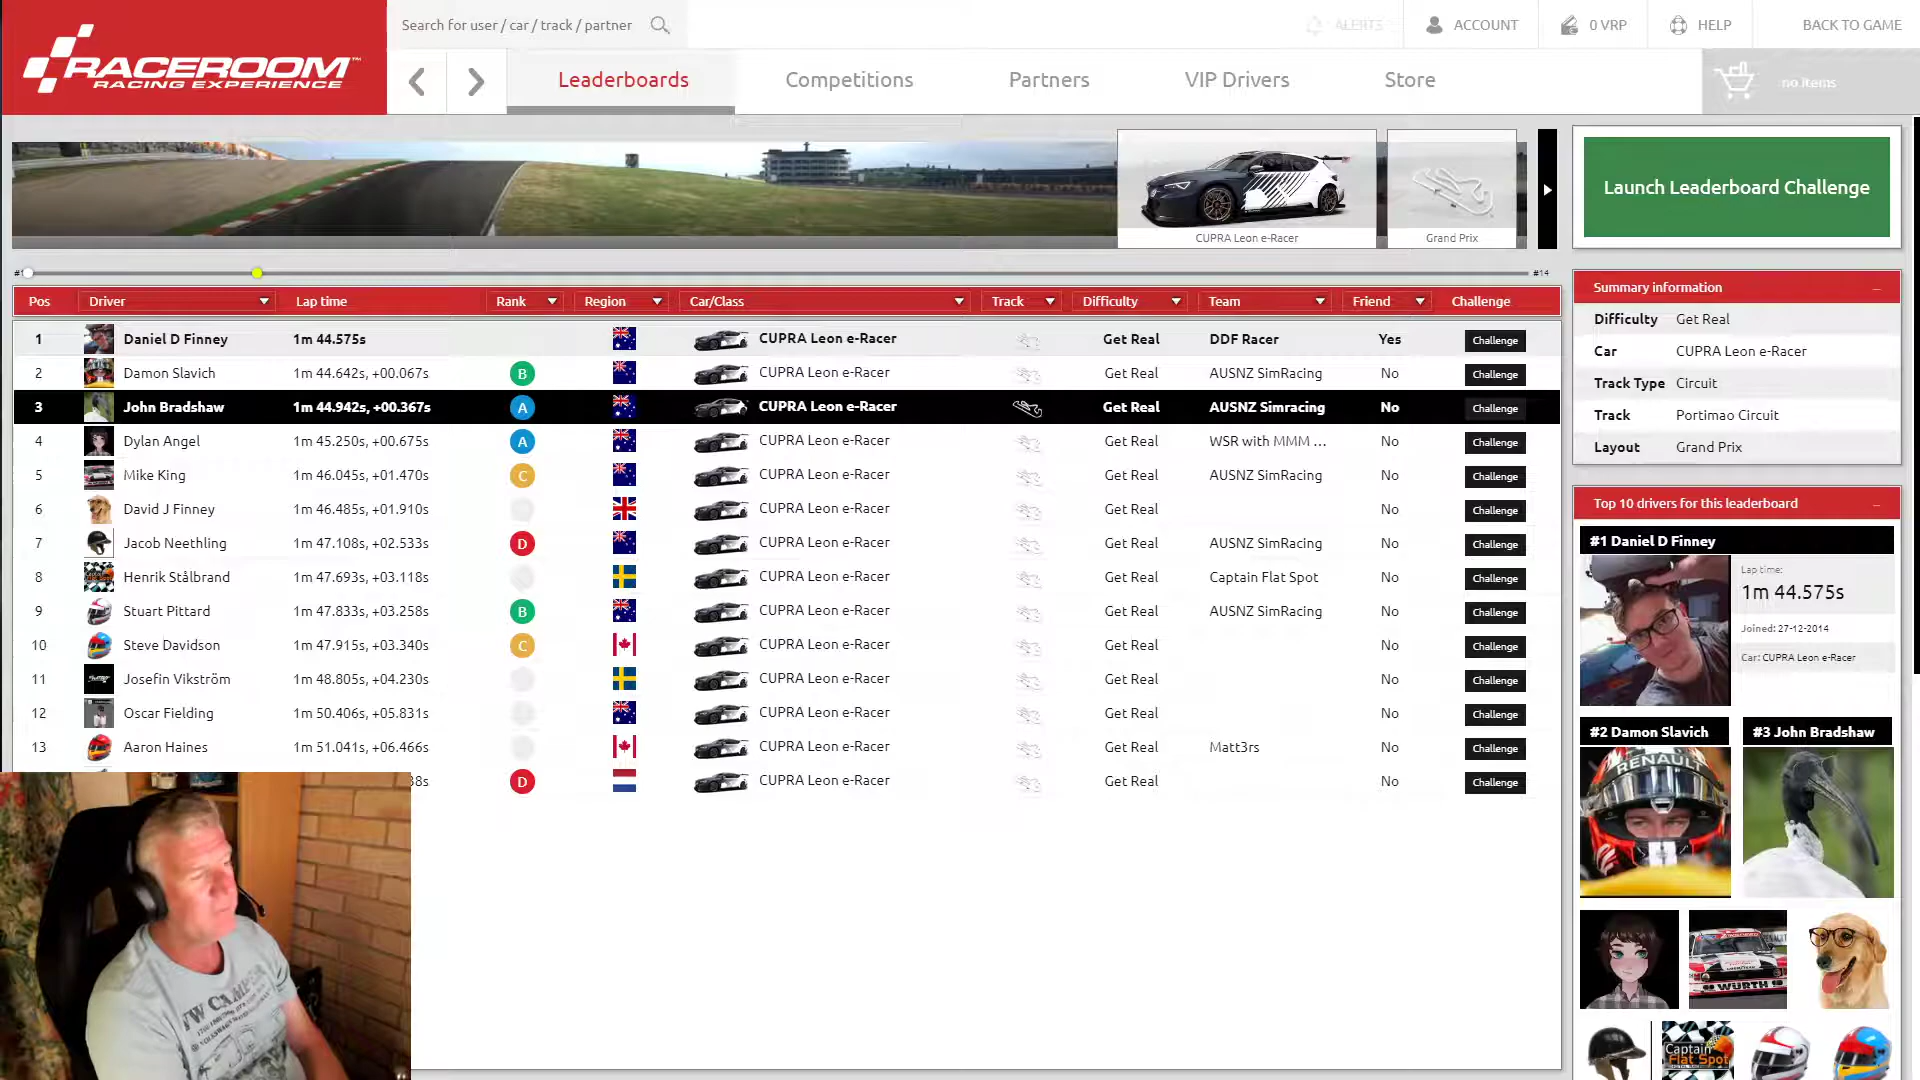 Search for user / car / track / partner
ALERTS
ACCOUNT
0 VRP
HELP
BACK TO GAME
RACEROOM™
RACING EXPERIENCE
Leaderboards
Competitions
Partners
VIP Drivers
Store
no items
CUPRA Leon e-Racer
Grand Prix
Launch Leaderboard Challenge
#14
Pos Driver Lap time Rank Region Car/Class Track Difficulty Team Friend Challenge
1 Daniel D Finney 1m 44.575s CUPRA Leon e-Racer Get Real DDF Racer Yes Challenge
2 Damon Slavich 1m 44.642s, +00.067s B CUPRA Leon e-Racer Get Real AUSNZ SimRacing No Challenge
3 John Bradshaw 1m 44.942s, +00.367s A CUPRA Leon e-Racer Get Real AUSNZ Simracing No Challenge
4 Dylan Angel 1m 45.250s, +00.675s A CUPRA Leon e-Racer Get Real WSR with MMM ... No Challenge
5 Mike King 1m 46.045s, +01.470s C CUPRA Leon e-Racer Get Real AUSNZ SimRacing No Challenge
6 David J Finney 1m 46.485s, +01.910s CUPRA Leon e-Racer Get Real No Challenge
7 Jacob Neethling 1m 47.108s, +02.533s D CUPRA Leon e-Racer Get Real AUSNZ SimRacing No Challenge
8 Henrik Stålbrand 1m 47.693s, +03.118s CUPRA Leon e-Racer Get Real Captain Flat Spot No Challenge
9 Stuart Pittard 1m 47.833s, +03.258s B CUPRA Leon e-Racer Get Real AUSNZ SimRacing No Challenge
10 Steve Davidson 1m 47.915s, +03.340s C CUPRA Leon e-Racer Get Real No Challenge
11 Josefin Vikström 1m 48.805s, +04.230s CUPRA Leon e-Racer Get Real No Challenge
12 Oscar Fielding 1m 50.406s, +05.831s CUPRA Leon e-Racer Get Real No Challenge
13 Aaron Haines 1m 51.041s, +06.466s CUPRA Leon e-Racer Get Real Matt3rs No Challenge
38s D CUPRA Leon e-Racer Get Real No Challenge
Summary information
Difficulty Get Real
Car CUPRA Leon e-Racer
Track Type Circuit
Track Portimao Circuit
Layout Grand Prix
Top 10 drivers for this leaderboard
#1 Daniel D Finney
Lap time:
1m 44.575s
Joined: 27-12-2014
Car: CUPRA Leon e-Racer
#2 Damon Slavich
#3 John Bradshaw
RENAULT
WÜRTH
Captain
Flat Spot
VW CAMPER